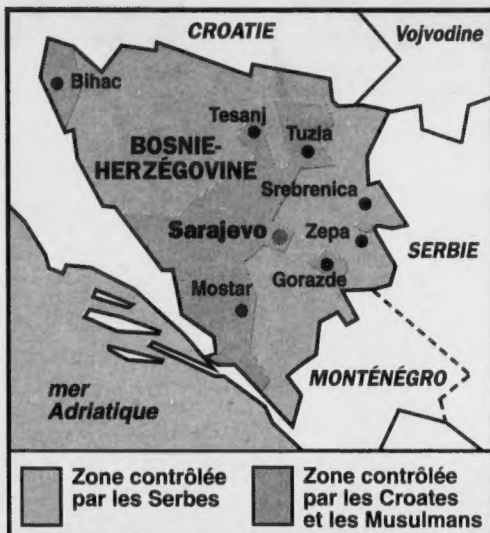 CROATIE
Vojvodine
Bihac
Tesanj
Tuzla
BOSNIE-
HERZÉGOVINE
Srebrenica
Sarajevo
Zepa
SERBIE
Gorazde
Mostar
MONTÉNÉGRO
mer
Adriatique
Zone contrôlée
par les Serbes
Zone contrôlée
par les Croates
et les Musulmans